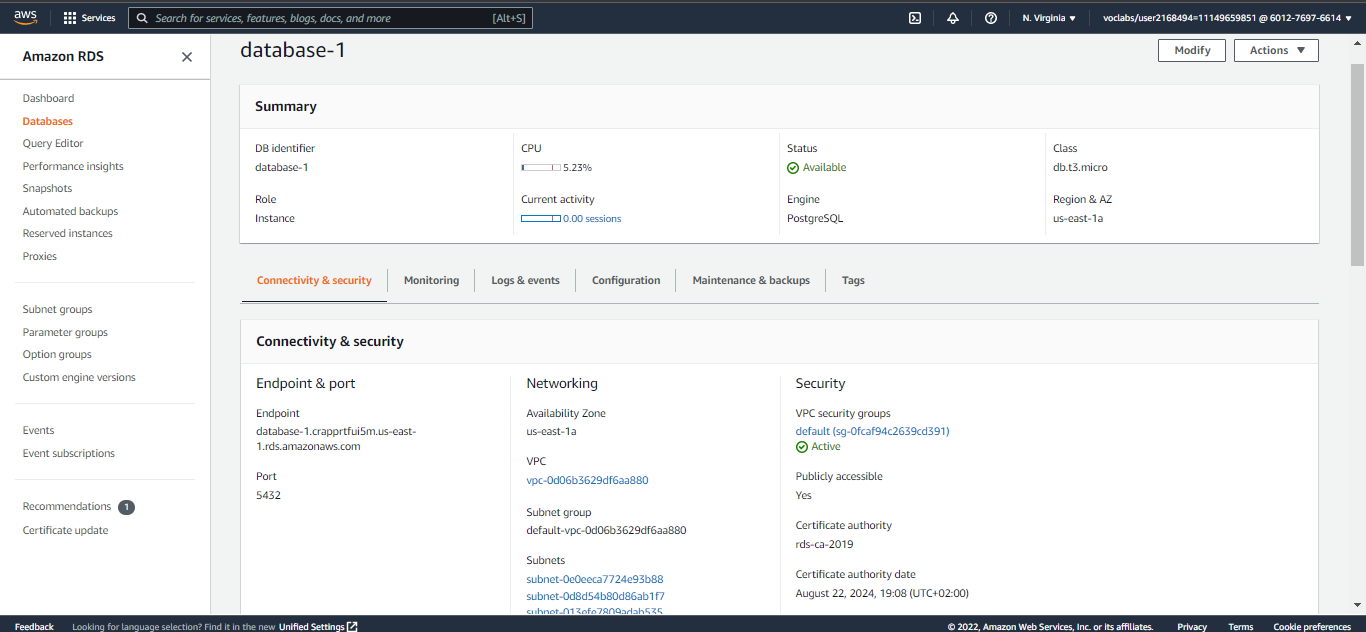 aws Services Search for services, features, blogs, docs, and more [Alt+S] N. Virginia voclabs/user2168494=11149659851 @ 6012-7697-6614
Amazon RDS
Dashboard
Databases
Query Editor
Performance insights
Snapshots
Automated backups
Reserved instances
Proxies
Subnet groups
Parameter groups
Option groups
Custom engine versions
Events
Event subscriptions
Recommendations 1
Certificate update
database-1
Modify Actions
Summary
DB identifier
database-1
CPU
5.23%
Status
Available
Class
db.t3.micro
Role
Instance
Current activity
0.00 sessions
Engine
PostgreSQL
Region & AZ
us-east-1a
Connectivity & security Monitoring Logs & events Configuration Maintenance & backups Tags
Connectivity & security
Endpoint & port
Endpoint
database-1.crapprtfui5m.us-east-
1.rds.amazonaws.com
Port
5432
Networking
Availability Zone
us-east-1a
VPC
vpc-0d06b3629df6aa880
Subnet group
default-vpc-0d06b3629df6aa880
Subnets
subnet-0e0eeca7724e93b88
subnet-0d8d54b80d86ab1f7
subnet-013efe7809adab535
Security
VPC security groups
default (sg-0fcaf94c2639cd391)
Active
Publicly accessible
Yes
Certificate authority
rds-ca-2019
Certificate authority date
August 22, 2024, 19:08 (UTC+02:00)
Feedback Looking for language selection? Find it in the new Unified Settings © 2022, Amazon Web Services, Inc. or its affiliates. Privacy Terms Cookie preferences